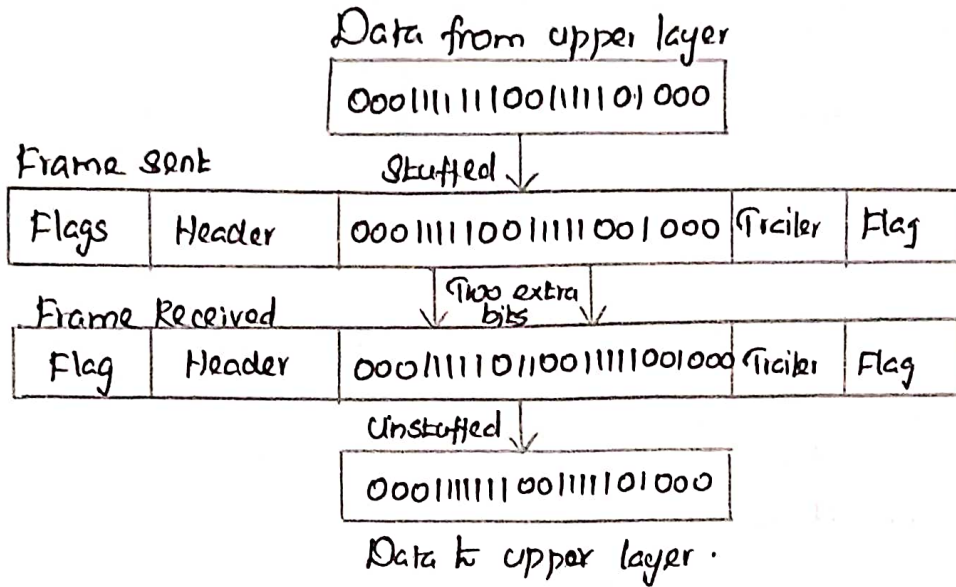 Data from upper layer
0001111111001111101000
Frame sent
Stuffed
Flags Header 000111110011111001000 Trailer Flag
Two extra
bits
Frame Received
Flag Header 000111110110011111001000 Trailer Flag
Unstuffed
0001111111001111101000
Data to upper layer.